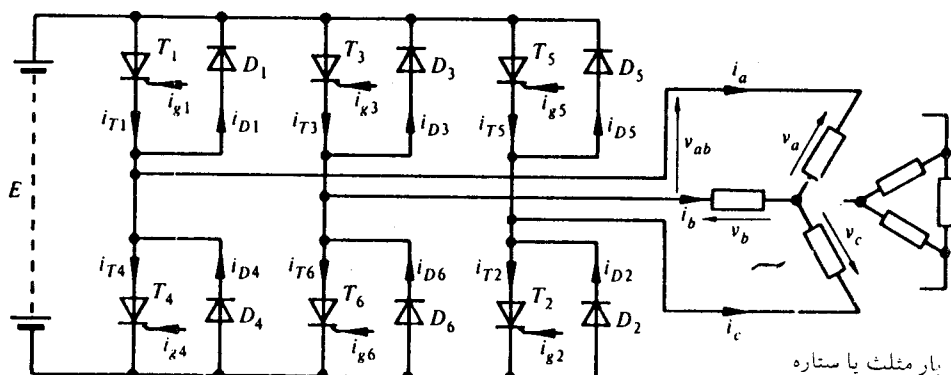 T1 D1 T3 D3 T5 D5
ig1 ig3 ig5
iT1 iD1 iT3 iD3 iT5 iD5
ia
va
vab
E
ib
vb
vc
iT4 iD4 iT6 iD6 iT2 iD2
T4 D4 T6 D6 T2 D2
ig4 ig6 ig2
ic
بار مثلث یا ستاره